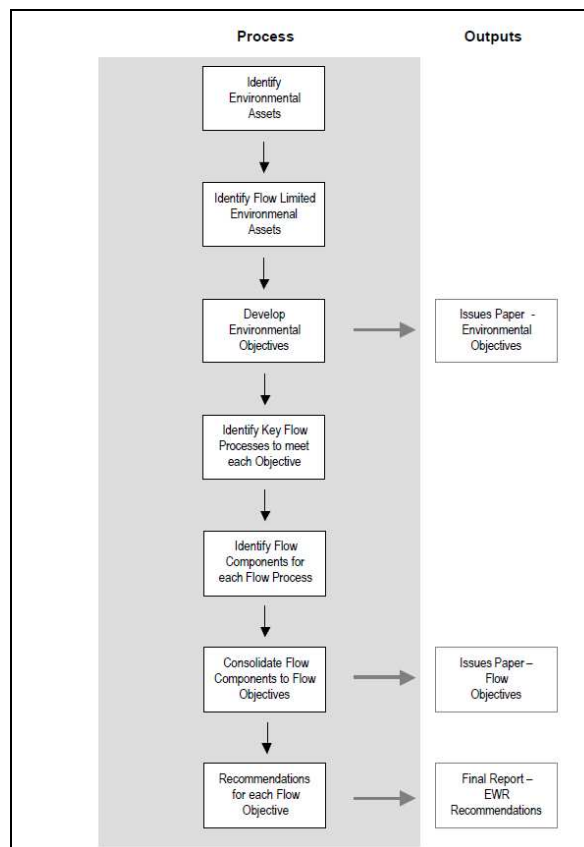 Process
Outputs
Identify
Environmental
Assets
Identify Flow Limited
Environmenal
Assets
Develop
Environmental
Objectives
Issues Paper -
Environmental
Objectives
Identify Key Flow
Processes to meet
each Objective
Identify Flow
Components for
each Flow Process
Consolidate Flow
Components to Flow
Objectives
Issues Paper –
Flow
Objectives
Recommendations
for each Flow
Objective
Final Report –
EWR
Recommendations